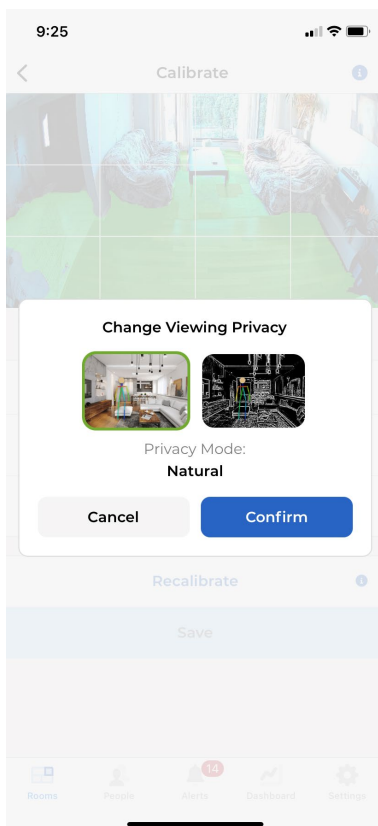 9:25
Calibrate
Change Viewing Privacy
Privacy Mode:
Natural
Cancel
Confirm
Recalibrate
Save
14
Rooms
People
Alerts
Dashboard
Settings